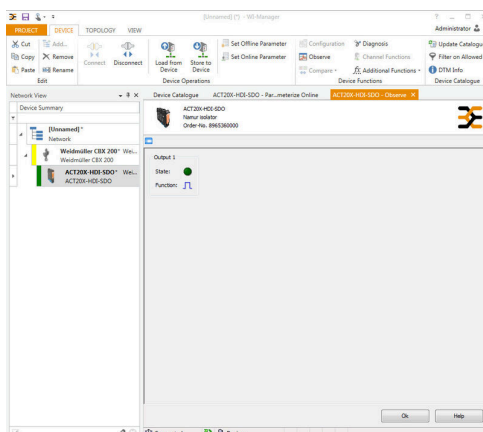 [Unnamed] (*) - WI-Manager
PROJECT DEVICE TOPOLOGY VIEW Administrator
Cut Add... Set Offline Parameter Configuration Diagnosis Update Catalogu
Copy Remove Connect Disconnect Load from Device Store to Device Set Online Parameter Observe Channel Functions Filter on Allowed
Paste Rename Compare Additional Functions DTM Info
Edit Device Operations Device Functions Device Catalogue
Network View Device Catalogue ACT20X-HDI-SDO - Par...meterize Online ACT20X-HDI-SDO - Observe
Device Summary
ACT20X-HDI-SDO
Namur isolator
Order-No. 8965360000
[Unnamed]*
Network
Weidmüller CBX 200* Wei...
Weidmüller CBX 200
ACT20X-HDI-SDO* Wei...
ACT20X-HDI-SDO
Output 1
State:
Function:
Ok Help